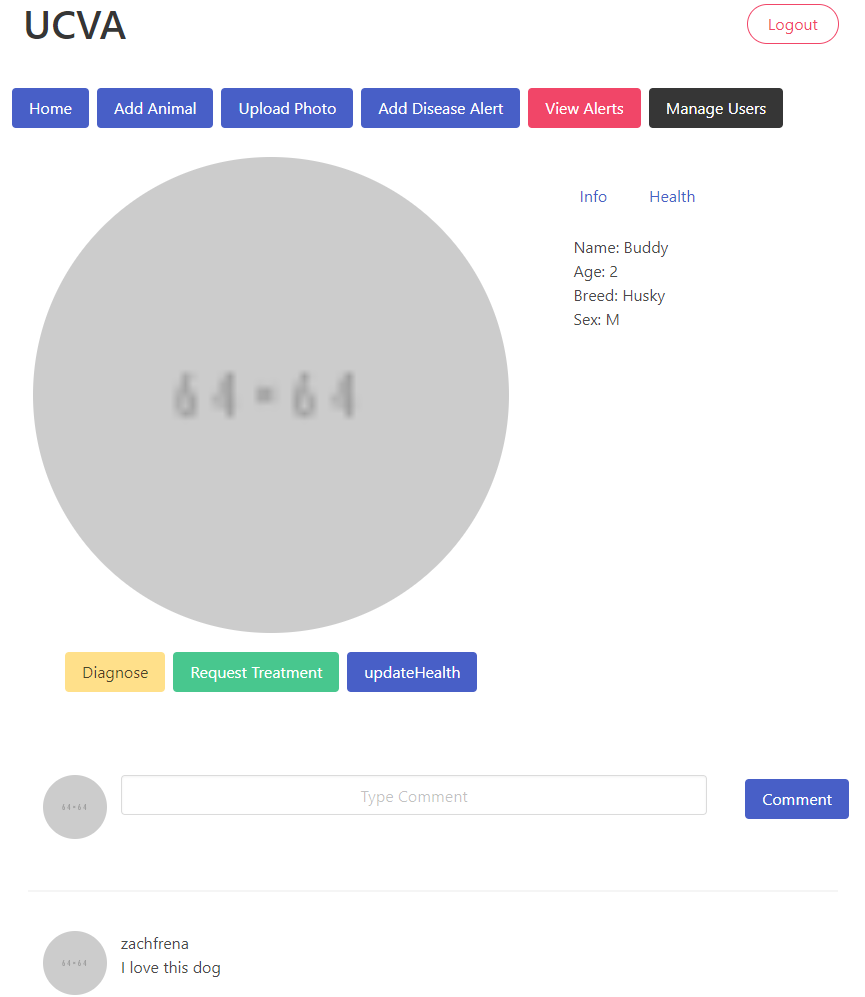 UCVA
Logout
Home
Add Animal
Upload Photo
Add Disease Alert
View Alerts
Manage Users
64×64
Info
Health
Name: Buddy
Age: 2
Breed: Husky
Sex: M
Diagnose
Request Treatment
updateHealth
64×64
Type Comment
Comment
64×64
zachfrena
I love this dog